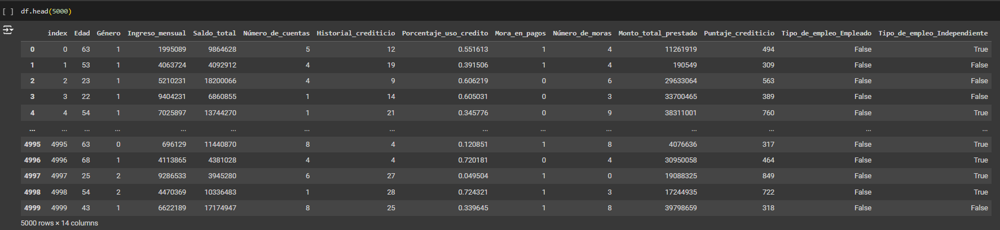 [ ] df.head(5000)
index Edad Género Ingreso_mensual Saldo_total Número_de_cuentas Historial_crediticio Porcentaje_uso_credito Mora_en_pagos Número_de_moras Monto_total_prestado Puntaje_crediticio Tipo_de_empleo_Empleado Tipo_de_empleo_Independiente
0 0 63 1 1995089 9864628 5 12 0.551613 1 4 11261919 494 False True
1 1 53 1 4063724 4092912 4 19 0.391506 1 4 190549 309 False False
2 2 23 1 5210231 18200066 4 9 0.606219 0 6 29633064 563 False False
3 3 22 1 9404231 6860855 1 14 0.605031 0 3 33700465 389 False False
4 4 54 1 7025897 13744270 1 21 0.345776 0 9 38311001 760 False True
... ... ... ... ... ... ... ... ... ... ... ... ... ... ...
4995 4995 63 0 696129 11440870 8 4 0.120851 1 8 4076636 317 False True
4996 4996 68 1 4113865 4381028 4 4 0.720181 0 4 30950058 464 False True
4997 4997 25 2 9286533 3945280 6 27 0.049504 1 0 19088325 849 False True
4998 4998 54 2 4470369 10336483 1 28 0.724321 1 3 17244935 722 False True
4999 4999 43 1 6622189 17174947 8 25 0.339645 1 8 39798659 318 False False
5000 rows × 14 columns